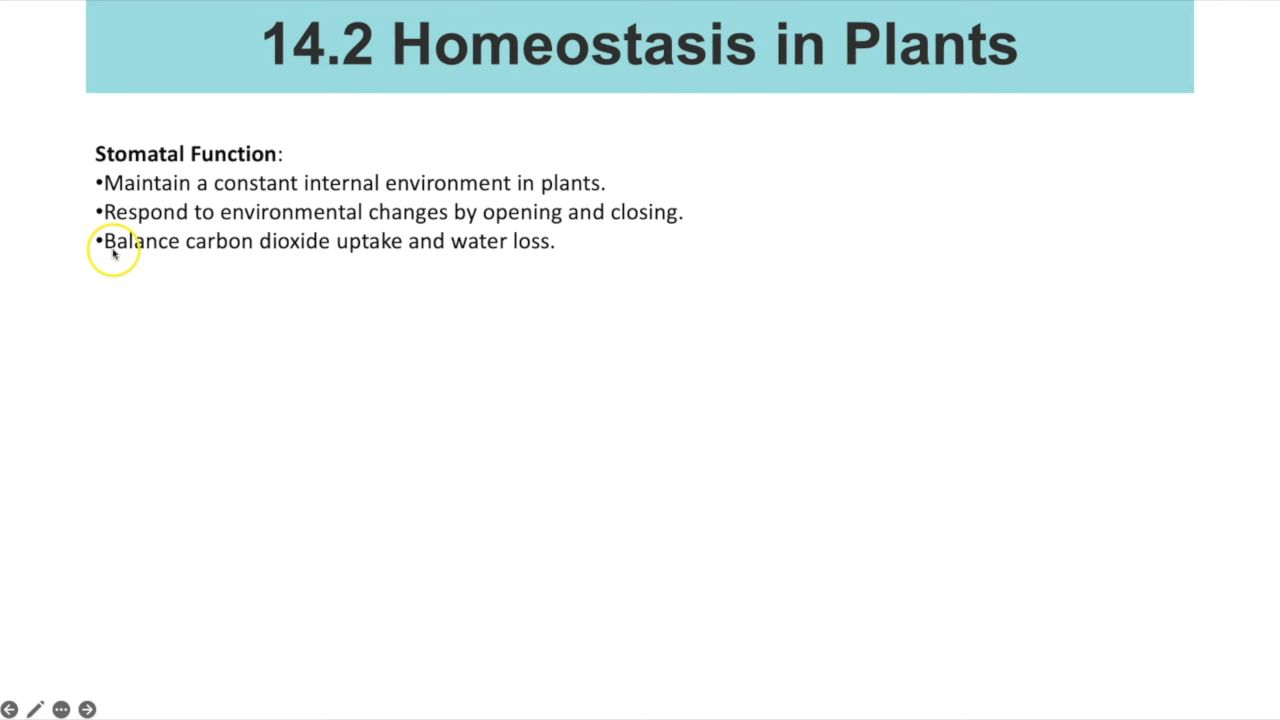 14.2 Homeostasis in Plants
Stomatal Function:
•Maintain a constant internal environment in plants.
•Respond to environmental changes by opening and closing.
•Balance carbon dioxide uptake and water loss.